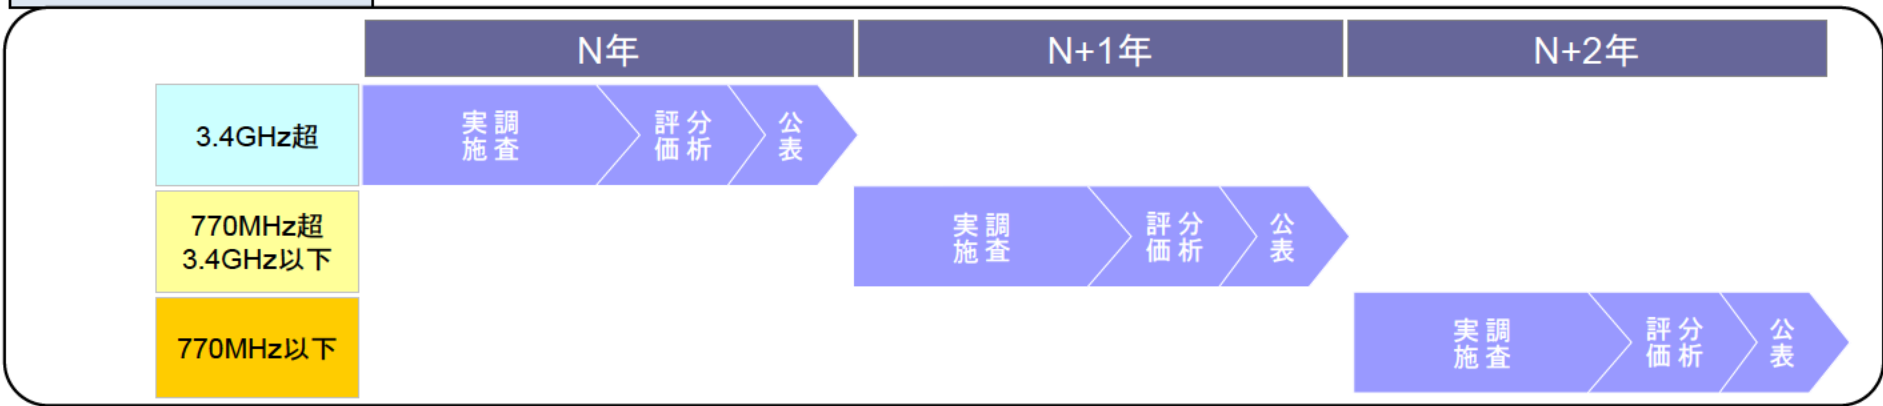 N年
N+1年
N+2年
3.4GHz超
実 調
施 査
評 分
価 析
公
表
770MHz超
3.4GHz以下
実 調
施 査
評 分
価 析
公
表
770MHz以下
実 調
施 査
評 分
価 析
公
表